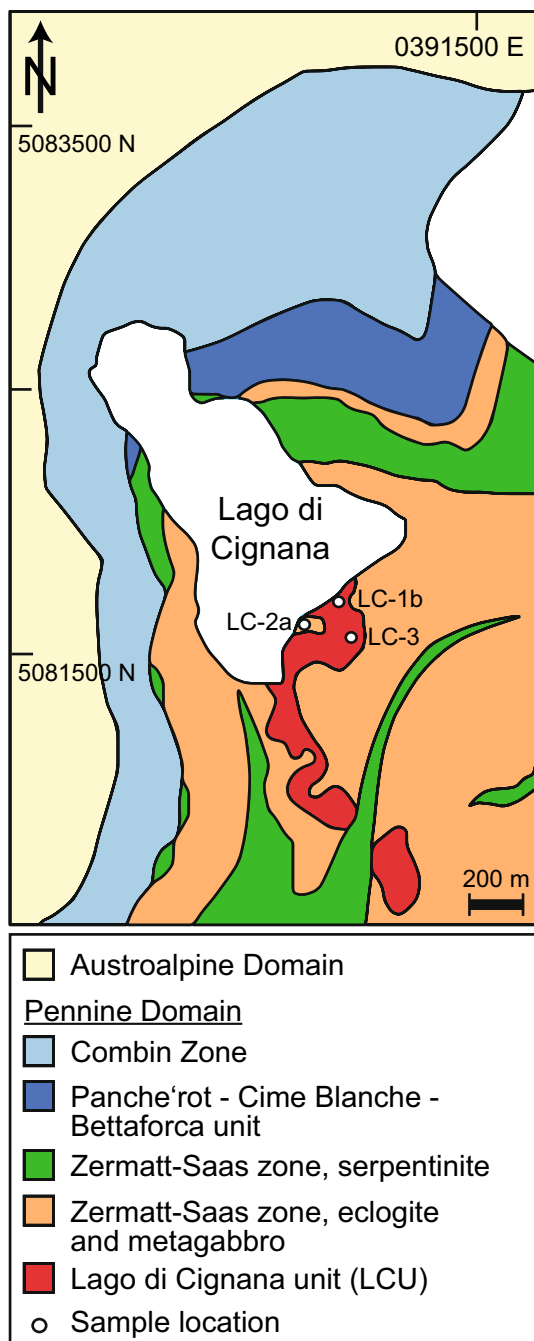 N
0391500 E
5083500 N
Lago di
Cignana
LC-1b
LC-2a
LC-3
5081500 N
200 m
Austroalpine Domain
Pennine Domain
Combin Zone
Panche‘rot - Cime Blanche -
Bettaforca unit
Zermatt-Saas zone, serpentinite
Zermatt-Saas zone, eclogite
and metagabbro
Lago di Cignana unit (LCU)
Sample location